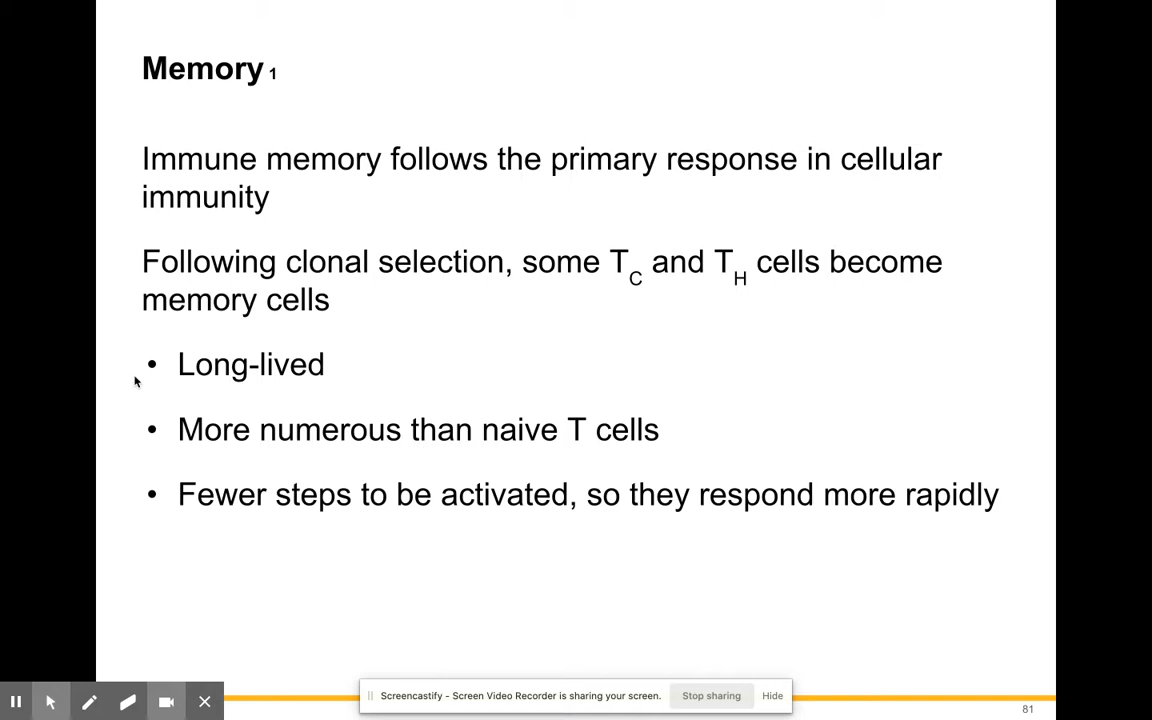 Memory 1
Immune memory follows the primary response in cellular
immunity
Following clonal selection, some TC and TH cells become
memory cells
• Long-lived
• More numerous than naive T cells
• Fewer steps to be activated, so they respond more rapidly
Screencastify - Screen Video Recorder is sharing your screen. Stop sharing Hide
81